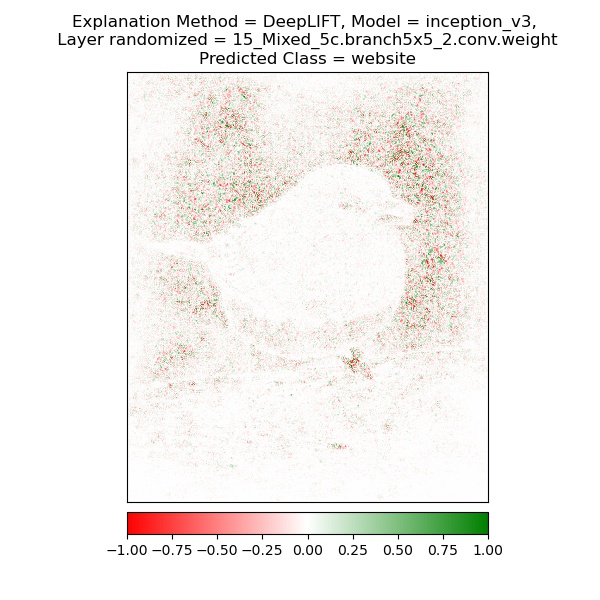 Explanation Method = DeepLIFT, Model = inception_v3,
Layer randomized = 15_Mixed_5c.branch5x5_2.conv.weight
Predicted Class = website
−1.00 −0.75 −0.50 −0.25 0.00 0.25 0.50 0.75 1.00